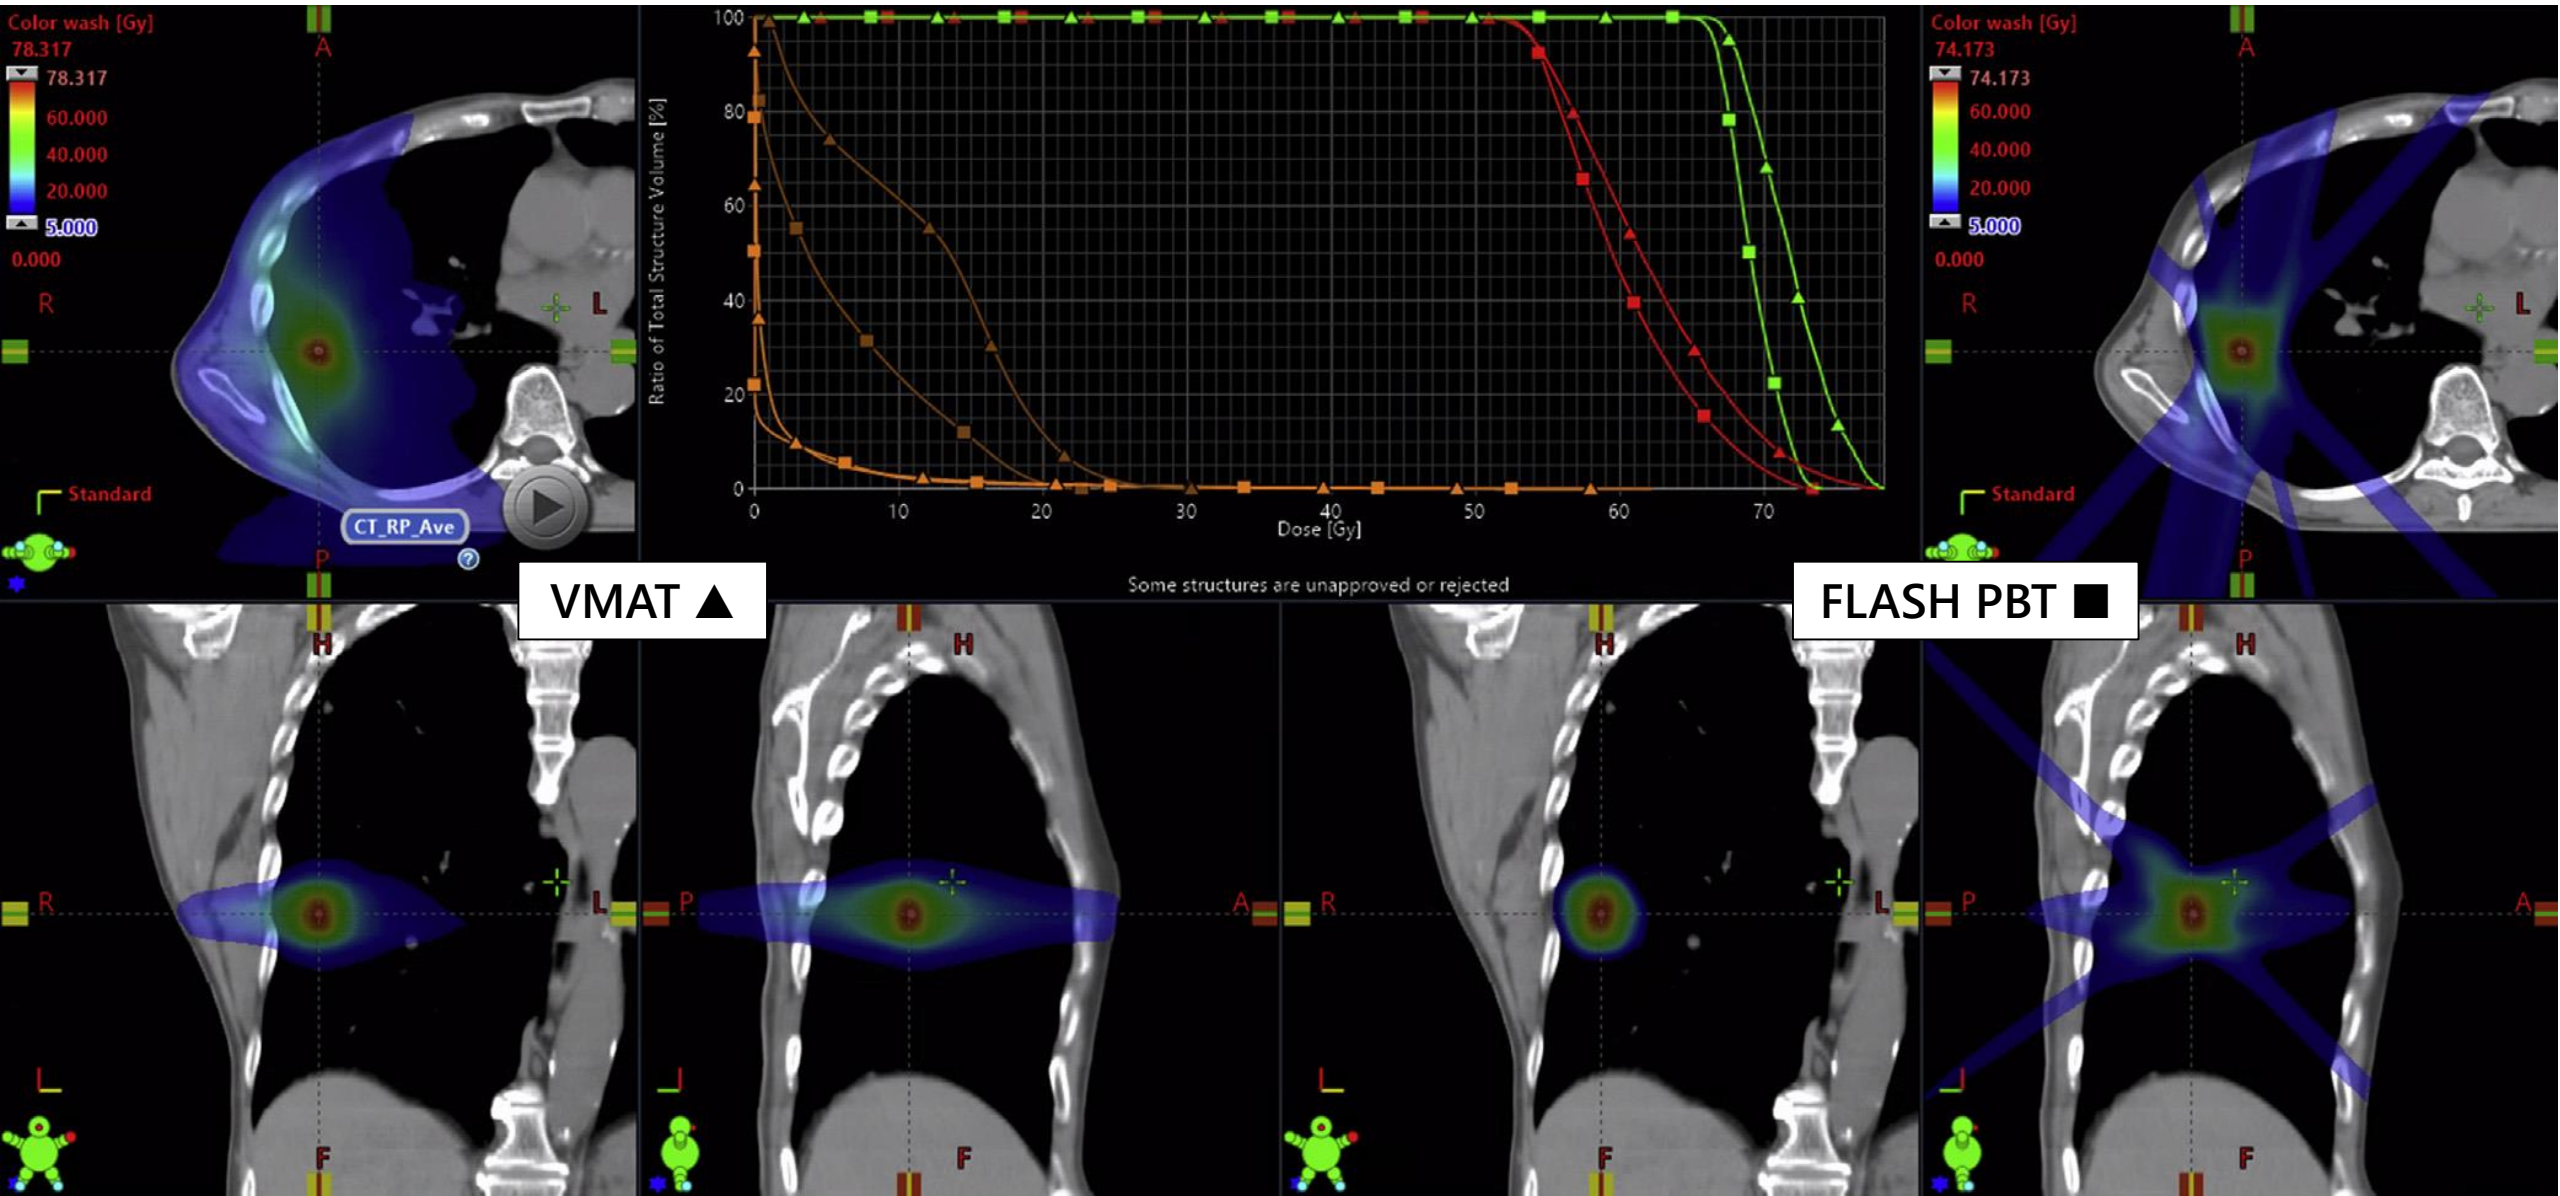 Color wash [Gy]
78.317
78.317
60.000
40.000
20.000
5.000
0.000
A
R
L
P
Standard
CT_RP_Ave
?
Ratio of Total Structure Volume [%]
100
80
60
40
20
0
0 10 20 30 40 50 60 70
Dose [Gy]
Some structures are unapproved or rejected
Color wash [Gy]
74.173
74.173
60.000
40.000
20.000
5.000
0.000
A
R
L
P
Standard
VMAT ▲
FLASH PBT ■
H
R
L
F
H
P
A
F
H
R
L
F
H
P
A
F